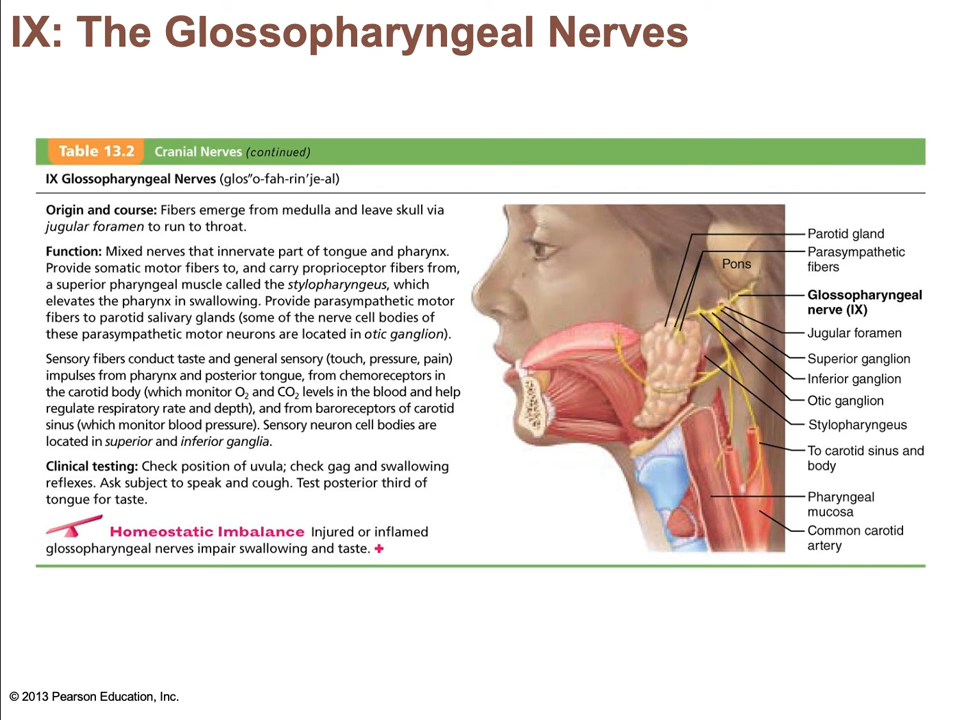 IX: The Glossopharyngeal Nerves
Table 13.2 Cranial Nerves (continued)
IX Glossopharyngeal Nerves (glos″o-fah-rin′je-al)
Origin and course: Fibers emerge from medulla and leave skull via
jugular foramen to run to throat.
Function: Mixed nerves that innervate part of tongue and pharynx.
Provide somatic motor fibers to, and carry proprioceptor fibers from,
a superior pharyngeal muscle called the stylopharyngeus, which
elevates the pharynx in swallowing. Provide parasympathetic motor
fibers to parotid salivary glands (some of the nerve cell bodies of
these parasympathetic motor neurons are located in otic ganglion).
Sensory fibers conduct taste and general sensory (touch, pressure, pain)
impulses from pharynx and posterior tongue, from chemoreceptors in
the carotid body (which monitor O₂ and CO₂ levels in the blood and help
regulate respiratory rate and depth), and from baroreceptors of carotid
sinus (which monitor blood pressure). Sensory neuron cell bodies are
located in superior and inferior ganglia.
Clinical testing: Check position of uvula; check gag and swallowing
reflexes. Ask subject to speak and cough. Test posterior third of
tongue for taste.
Homeostatic Imbalance Injured or inflamed
glossopharyngeal nerves impair swallowing and taste. +
Pons
Parotid gland
Parasympathetic
fibers
Glossopharyngeal
nerve (IX)
Jugular foramen
Superior ganglion
Inferior ganglion
Otic ganglion
Stylopharyngeus
To carotid sinus and
body
Pharyngeal
mucosa
Common carotid
artery
© 2013 Pearson Education, Inc.